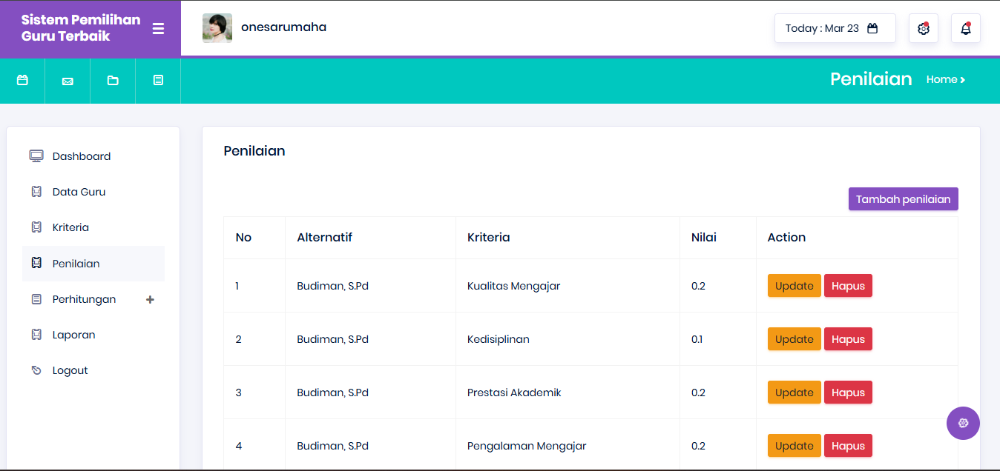 Sistem Pemilihan
Guru Terbaik
onesarumaha
Today : Mar 23
Penilaian
Home
Dashboard
Data Guru
Kriteria
Penilaian
Perhitungan
Laporan
Logout
Penilaian
Tambah penilaian
No Alternatif Kriteria Nilai Action
1 Budiman, S.Pd Kualitas Mengajar 0.2 Update Hapus
2 Budiman, S.Pd Kedisiplinan 0.1 Update Hapus
3 Budiman, S.Pd Prestasi Akademik 0.2 Update Hapus
4 Budiman, S.Pd Pengalaman Mengajar 0.2 Update Hapus